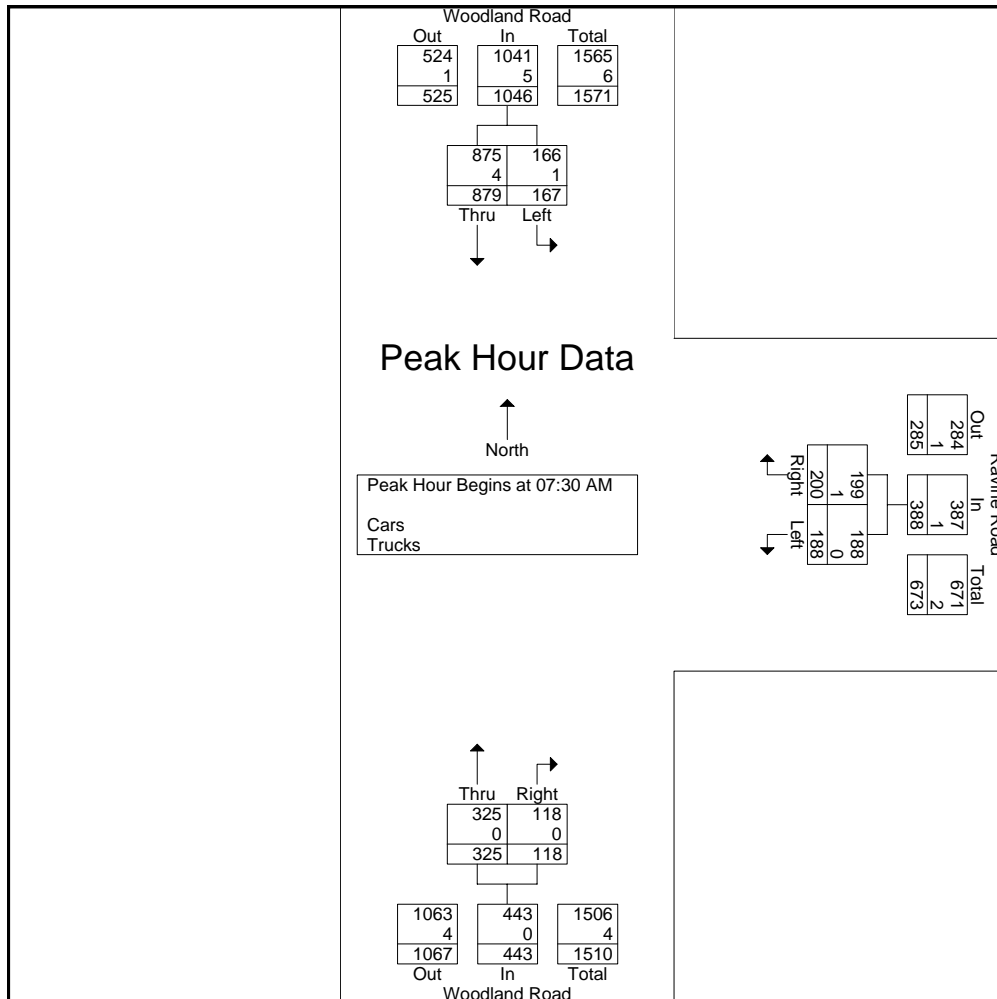 Woodland Road
Out In Total
524 1041 1565
1 5 6
525 1046 1571
875 166
4 1
879 167
Thru Left
Peak Hour Data
North
Peak Hour Begins at 07:30 AM
Cars
Trucks
Ravine Road
Out In Total
284 387 671
1 1 2
285 388 673
199 188
1 0
200 188
Right Left
Thru Right
325 118
0 0
325 118
1063 443 1506
4 0 4
1067 443 1510
Out In Total
Woodland Road